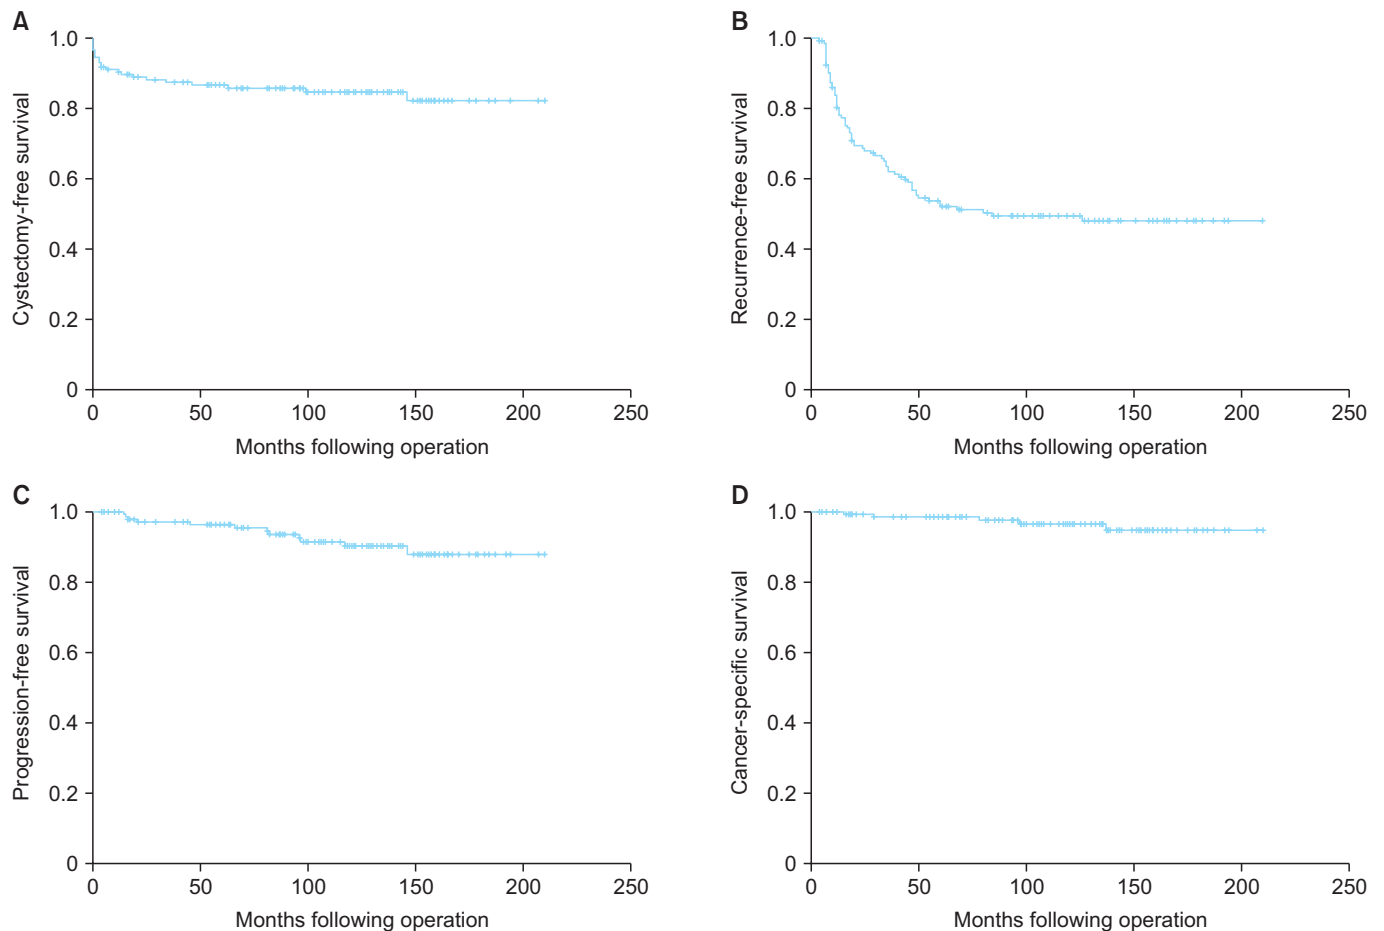 A
1.0
0.8
0.6
0.4
0.2
0
0 50 100 150 200 250
Cystectomy-free survival
Months following operation
B
1.0
0.8
0.6
0.4
0.2
0
0 50 100 150 200 250
Recurrence-free survival
Months following operation
C
1.0
0.8
0.6
0.4
0.2
0
0 50 100 150 200 250
Progression-free survival
Months following operation
D
1.0
0.8
0.6
0.4
0.2
0
0 50 100 150 200 250
Cancer-specific survival
Months following operation